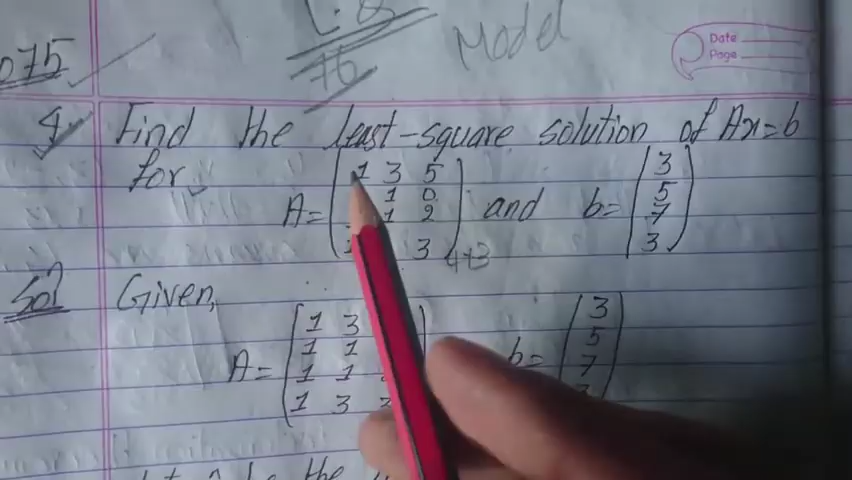 075
76
Model
Date
Page
4. Find the least-square solution of Ax=b
for
1 3 5
1 0
1 2
1 3
4×3
A= and b=
3
5
7
3
Sol? Given,
A=
1 3
1 1
1 1
1 3
b=
3
5
7